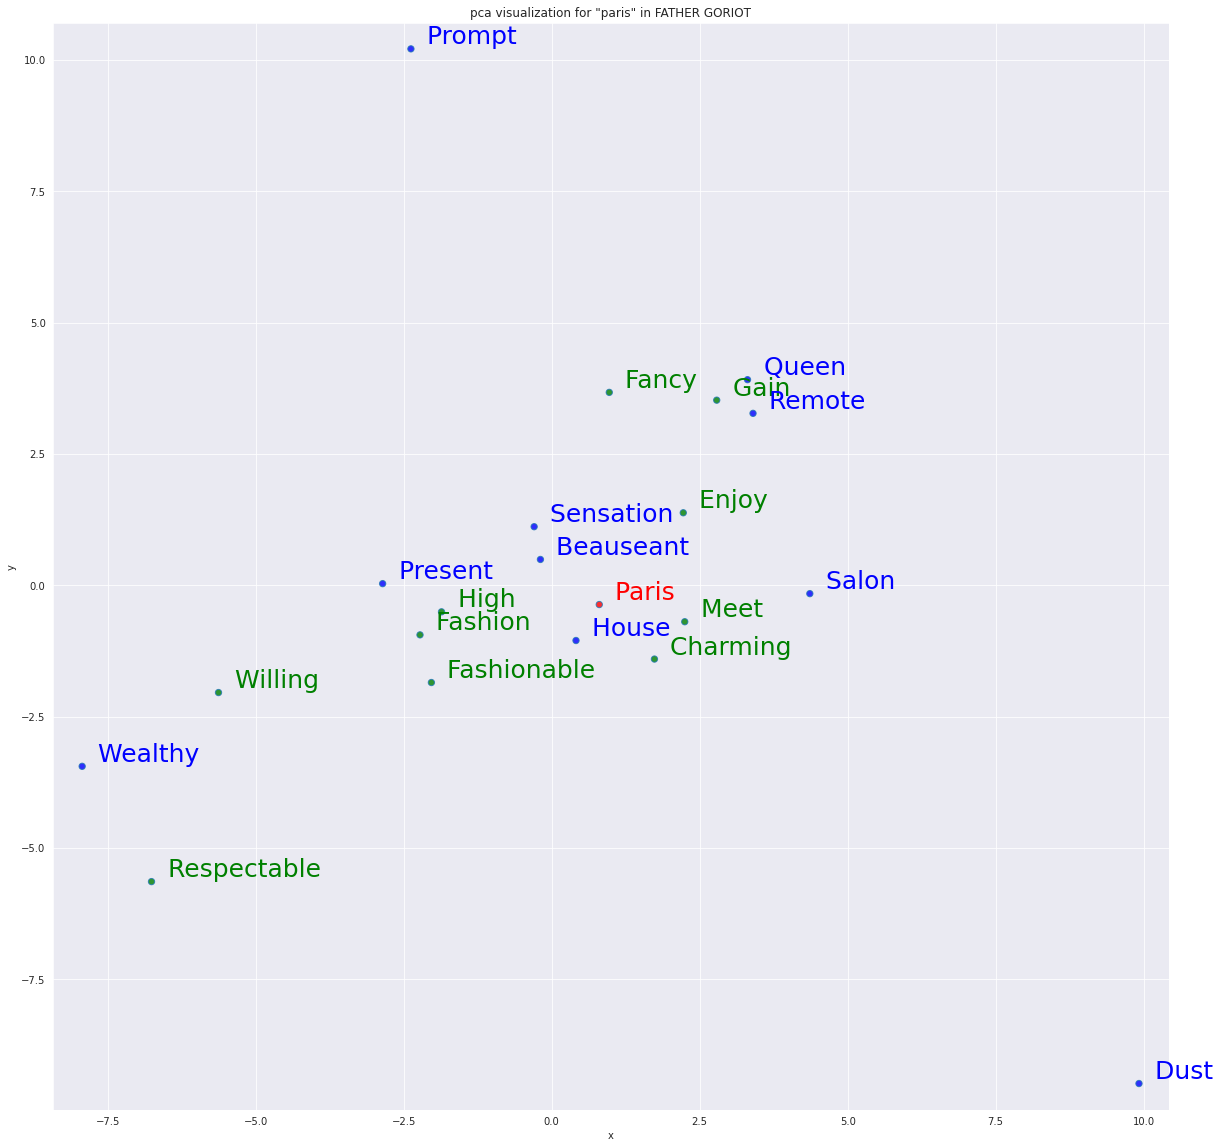 pca visualization for "paris" in FATHER GORIOT
Prompt
10.0
7.5
Queen
Fancy
Gain
Remote
5.0
2.5
Enjoy
Sensation
Beauseant
Present
Salon
0.0
y
Paris
High
Meet
Fashion
House
Charming
Fashionable
Willing
−2.5
Wealthy
−5.0
Respectable
−7.5
Dust
−7.5 −5.0 −2.5 0.0 2.5 5.0 7.5 10.0
x